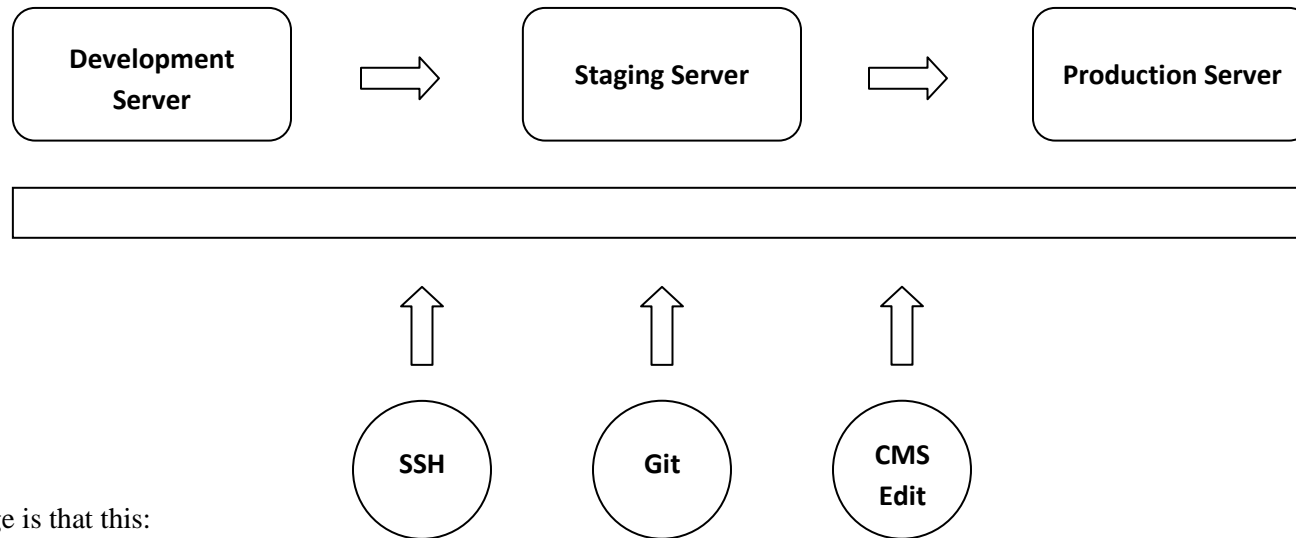 Development
Server
Staging Server
Production Server
SSH
Git
CMS
Edit
is that this: